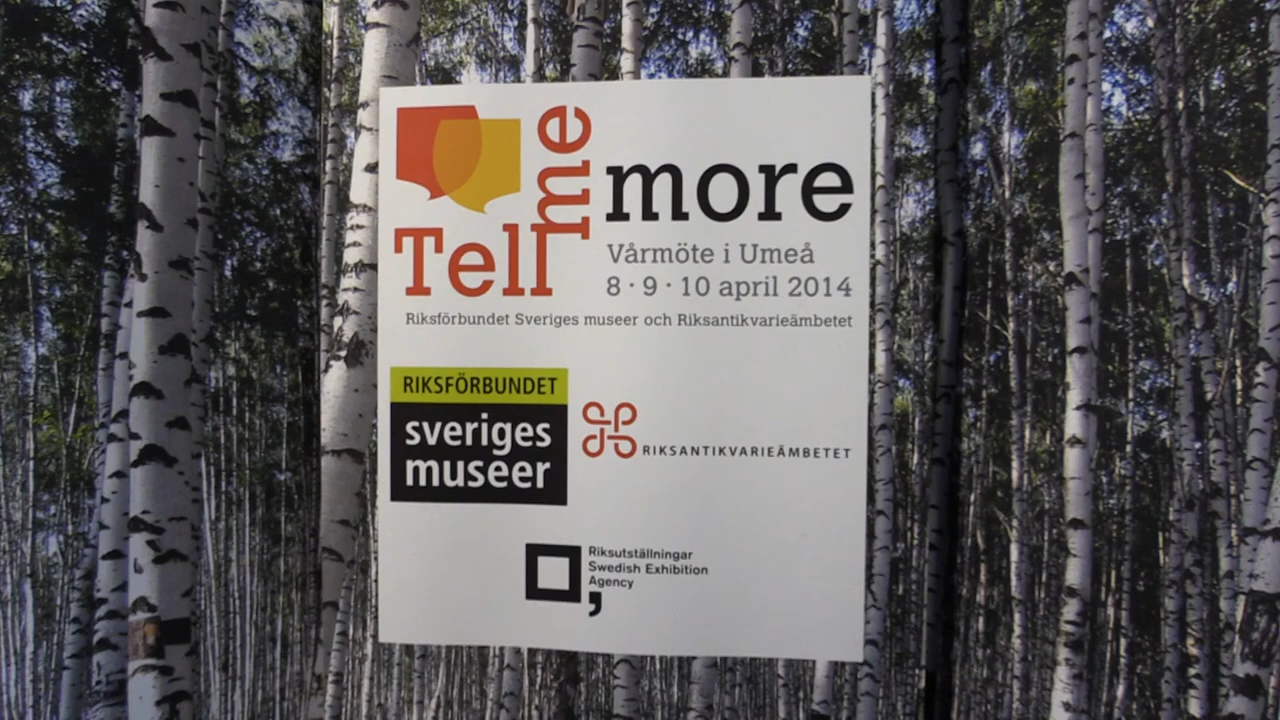 Tell me more
Vårmöte i Umeå
8 · 9 · 10 april 2014
Riksförbundet Sveriges museer och Riksantikvarieämbetet
RIKSFÖRBUNDET
sveriges
museer
RIKSANTIKVARIEÄMBETET
Riksutställningar
Swedish Exhibition
Agency